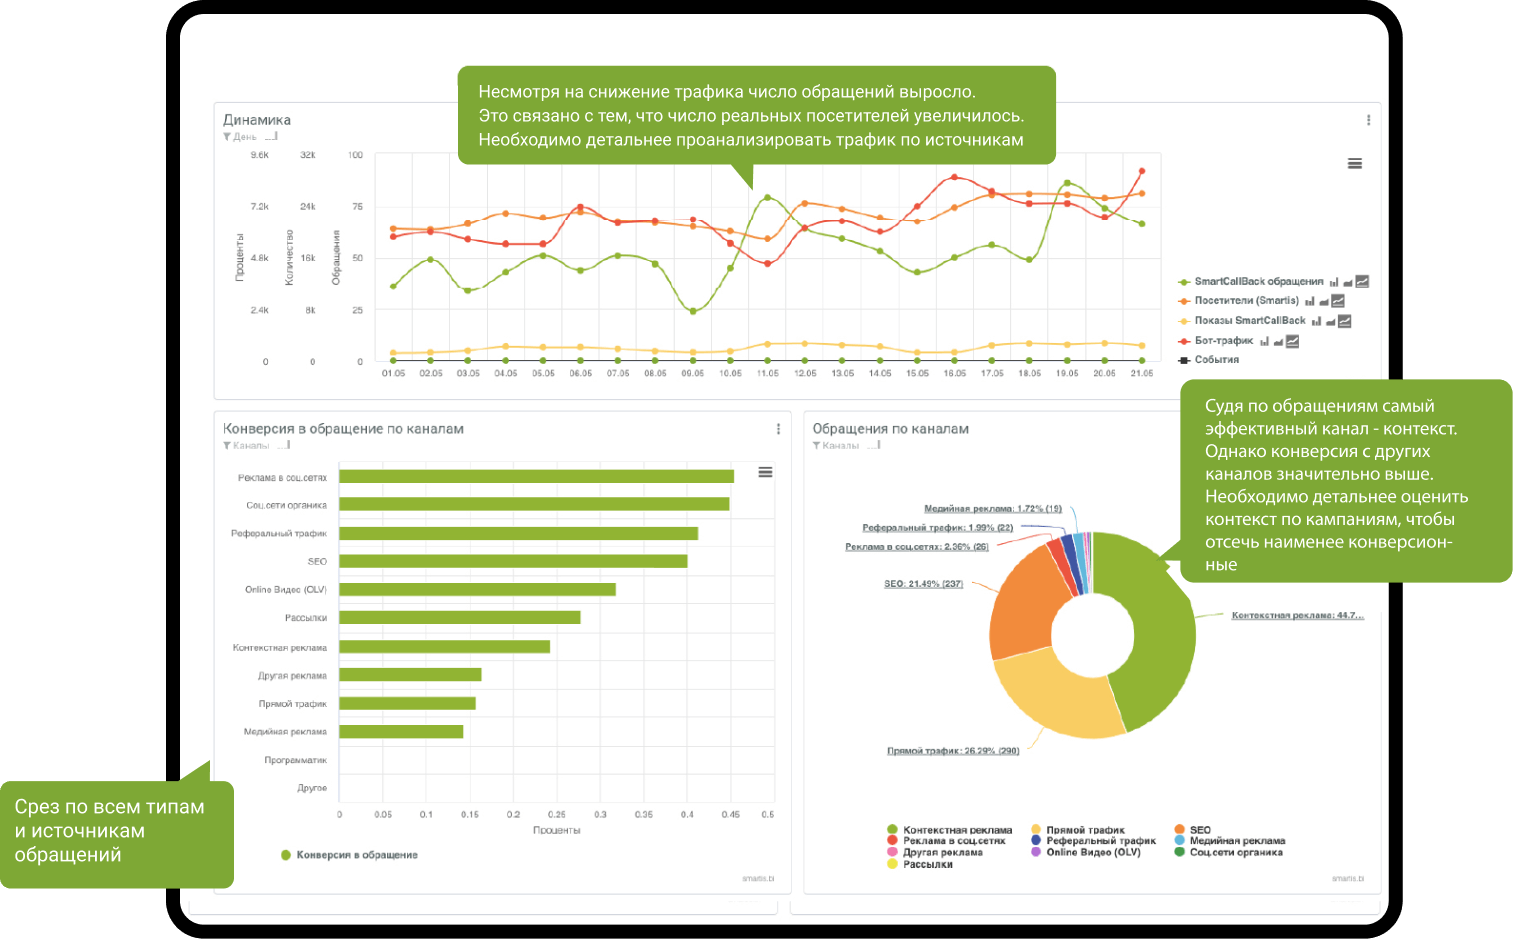 Несмотря на снижение трафика число обращений выросло.
Это связано с тем, что число реальных посетителей увеличилось.
Необходимо детальнее проанализировать трафик по источникам
Динамика
День
9.6k 32k 100
7.2k 24k 75
4.8k 16k 50
2.4k 8k 25
0 0 0
Проценты
Количество
Обращения
01.05 02.05 03.05 04.05 05.05 06.05 07.05 08.05 09.05 10.05 11.05 12.05 13.05 14.05 15.05 16.05 17.05 18.05 19.05 20.05 21.05
SmartCallBack обращения
Посетители (Smartis)
Показы SmartCallBack
Бот-трафик
События
Судя по обращениям самый
эффективный канал - контекст.
Однако конверсия с других
каналов значительно выше.
Необходимо детальнее оценить
контекст по кампаниям, чтобы
отсечь наименее конверсион-
ные
Конверсия в обращение по каналам
Каналы
Реклама в соц.сетях
Соц.сети органика
Реферальный трафик
SEO
Online Видео (OLV)
Рассылки
Контекстная реклама
Другая реклама
Прямой трафик
Медийная реклама
Программатик
Другое
0 0.05 0.1 0.15 0.2 0.25 0.3 0.35 0.4 0.45 0.5
Проценты
Конверсия в обращение
smartis.bi
Обращения по каналам
Каналы
Медийная реклама: 1.72% (19)
Реферальный трафик: 1.99% (22)
Реклама в соц.сетях: 2.36% (26)
SEO: 21.49% (237)
Контекстная реклама: 44.7...
Прямой трафик: 26.29% (290)
Контекстная реклама Прямой трафик SEO
Реклама в соц.сетях Реферальный трафик Медийная реклама
Другая реклама Online Видео (OLV) Соц.сети органика
Рассылки
smartis.bi
Срез по всем типам
и источникам
обращений